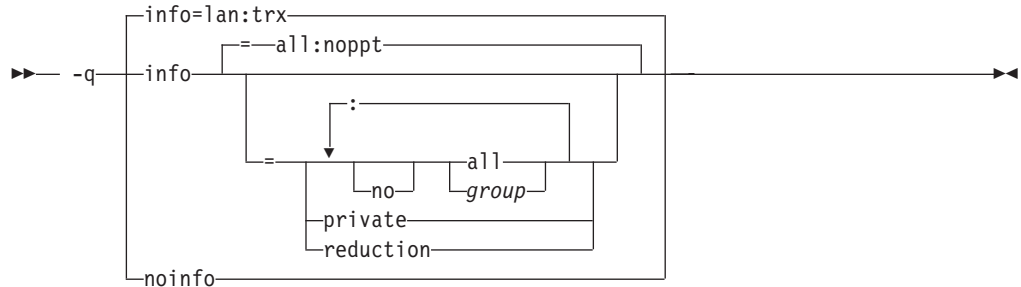 info=lan:trx
= all:noppt
-q info
:
= all
no group
private
reduction
noinfo